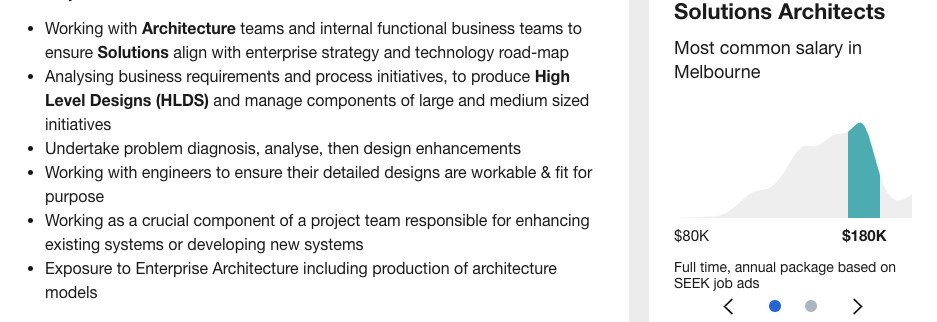 • Working with Architecture teams and internal functional business teams to
ensure Solutions align with enterprise strategy and technology road-map
• Analysing business requirements and process initiatives, to produce High
Level Designs (HLDS) and manage components of large and medium sized
initiatives
• Undertake problem diagnosis, analyse, then design enhancements
• Working with engineers to ensure their detailed designs are workable & fit for
purpose
• Working as a crucial component of a project team responsible for enhancing
existing systems or developing new systems
• Exposure to Enterprise Architecture including production of architecture
models
Solutions Architects
Most common salary in
Melbourne
$80K
$180K
Full time, annual package based on
SEEK job ads